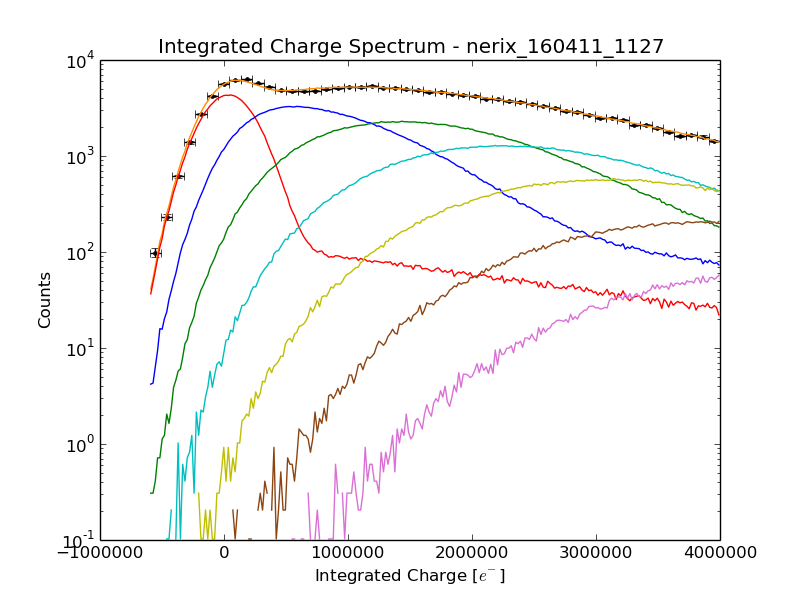 Integrated Charge Spectrum - nerix_160411_1127
10^4
10^3
10^2
10^1
10^0
10^-1
Counts
−1000000 0 1000000 2000000 3000000 4000000
Integrated Charge [e^-]